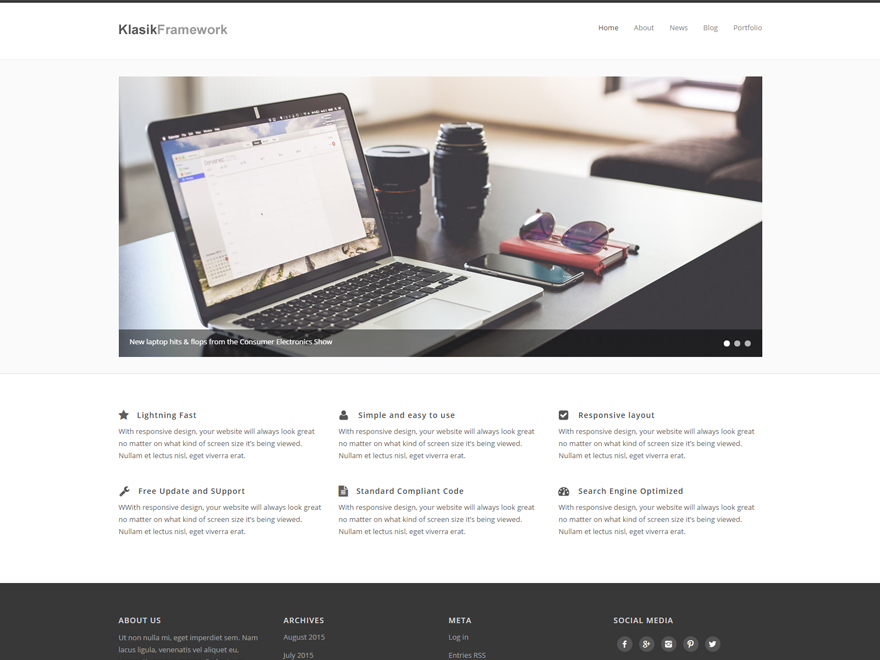 KlasikFramework
Home About News Blog Portfolio
New laptop hits & flops from the Consumer Electronics Show
Lightning Fast
With responsive design, your website will always look great
no matter on what kind of screen size it's being viewed.
Nullam et lectus nisl, eget viverra erat.
Simple and easy to use
With responsive design, your website will always look great
no matter on what kind of screen size it's being viewed.
Nullam et lectus nisl, eget viverra erat.
Responsive layout
With responsive design, your website will always look great
no matter on what kind of screen size it's being viewed.
Nullam et lectus nisl, eget viverra erat.
Free Update and SUpport
WWith responsive design, your website will always look great
no matter on what kind of screen size it's being viewed.
Nullam et lectus nisl, eget viverra erat.
Standard Compliant Code
With responsive design, your website will always look great
no matter on what kind of screen size it's being viewed.
Nullam et lectus nisl, eget viverra erat.
Search Engine Optimized
With responsive design, your website will always look great
no matter on what kind of screen size it's being viewed.
Nullam et lectus nisl, eget viverra erat.
ABOUT US
Ut non nulla mi, eget imperdiet sem. Nam
lacus ligula, venenatis vel aliquet eu,
ARCHIVES
August 2015
July 2015
META
Log in
Entries RSS
SOCIAL MEDIA